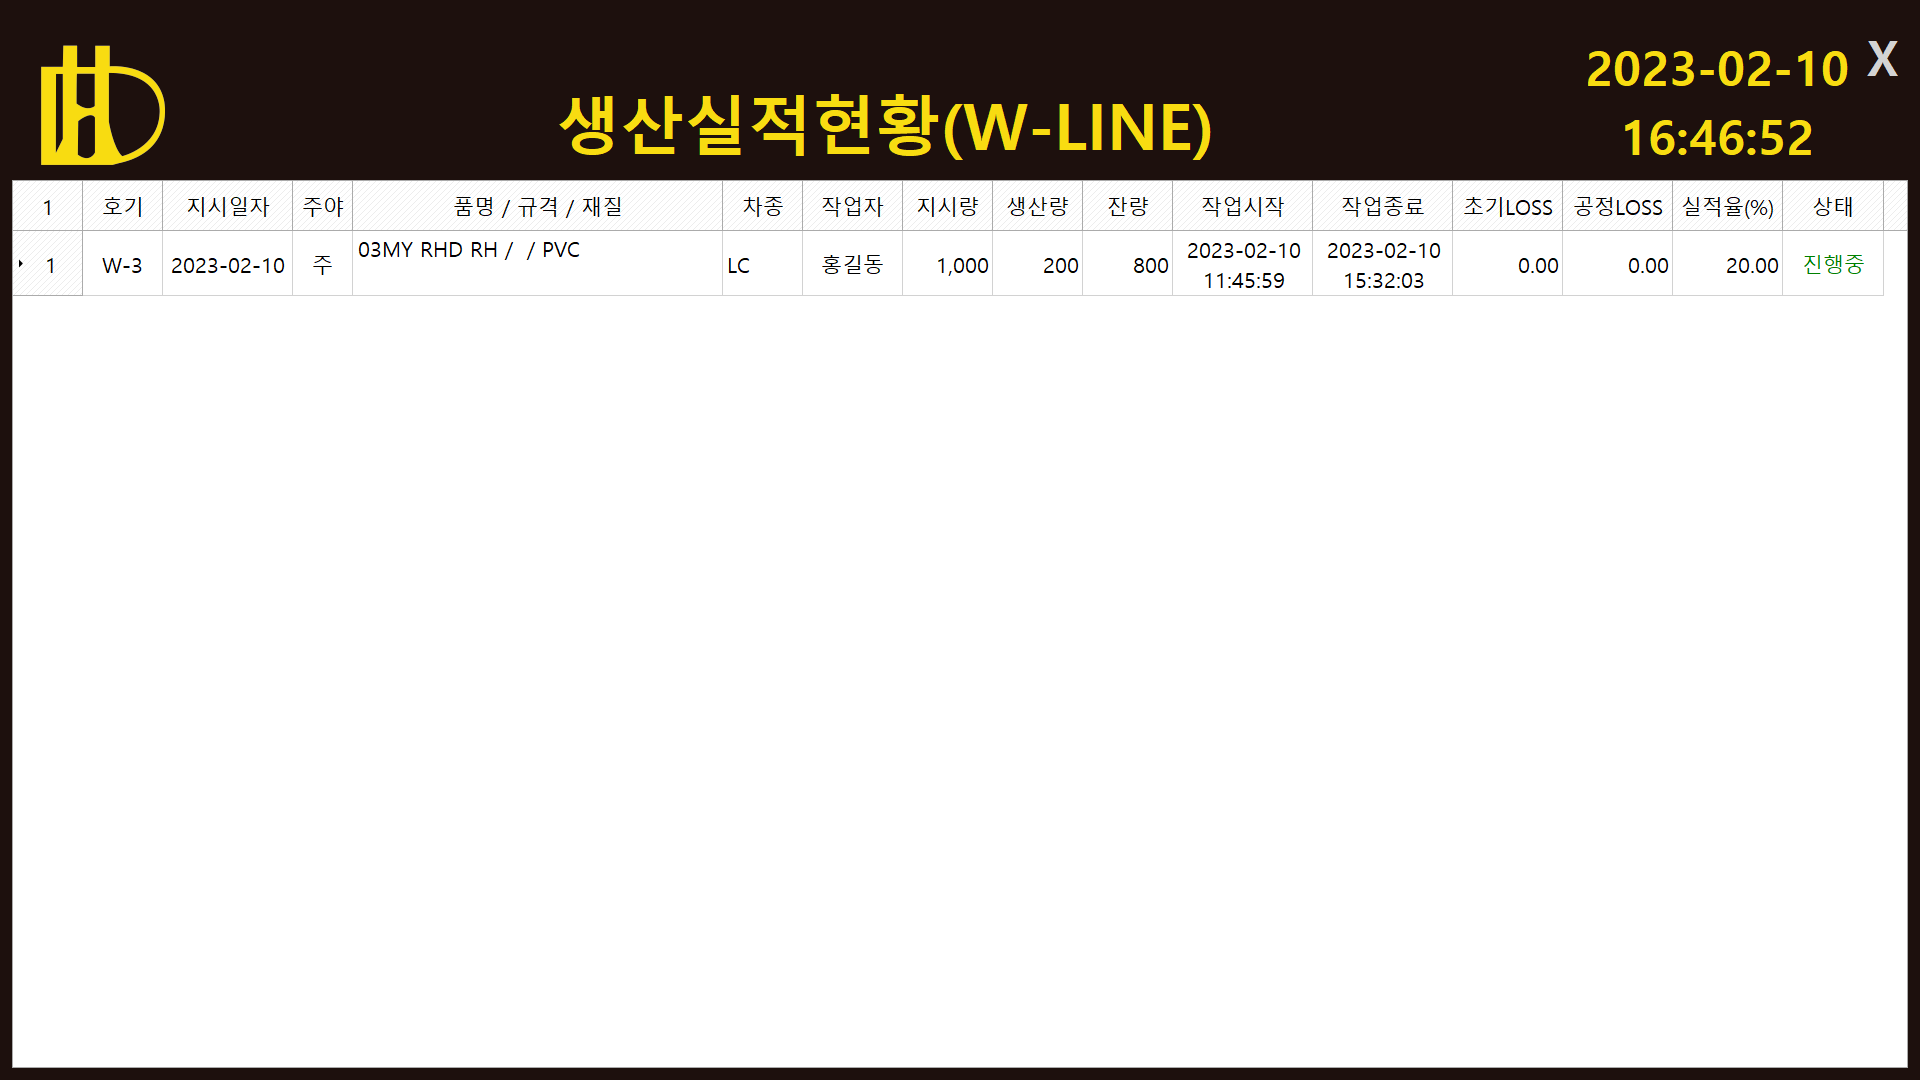 2023-02-10 X
생산실적현황(W-LINE)
16:46:52
1 호기 지시일자 주야 품명 / 규격 / 재질 차종 작업자 지시량 생산량 잔량 작업시작 작업종료 초기LOSS 공정LOSS 실적율(%) 상태
1 W-3 2023-02-10 주 03MY RHD RH /  / PVC LC 홍길동 1,000 200 800 2023-02-10 11:45:59 2023-02-10 15:32:03 0.00 0.00 20.00 진행중